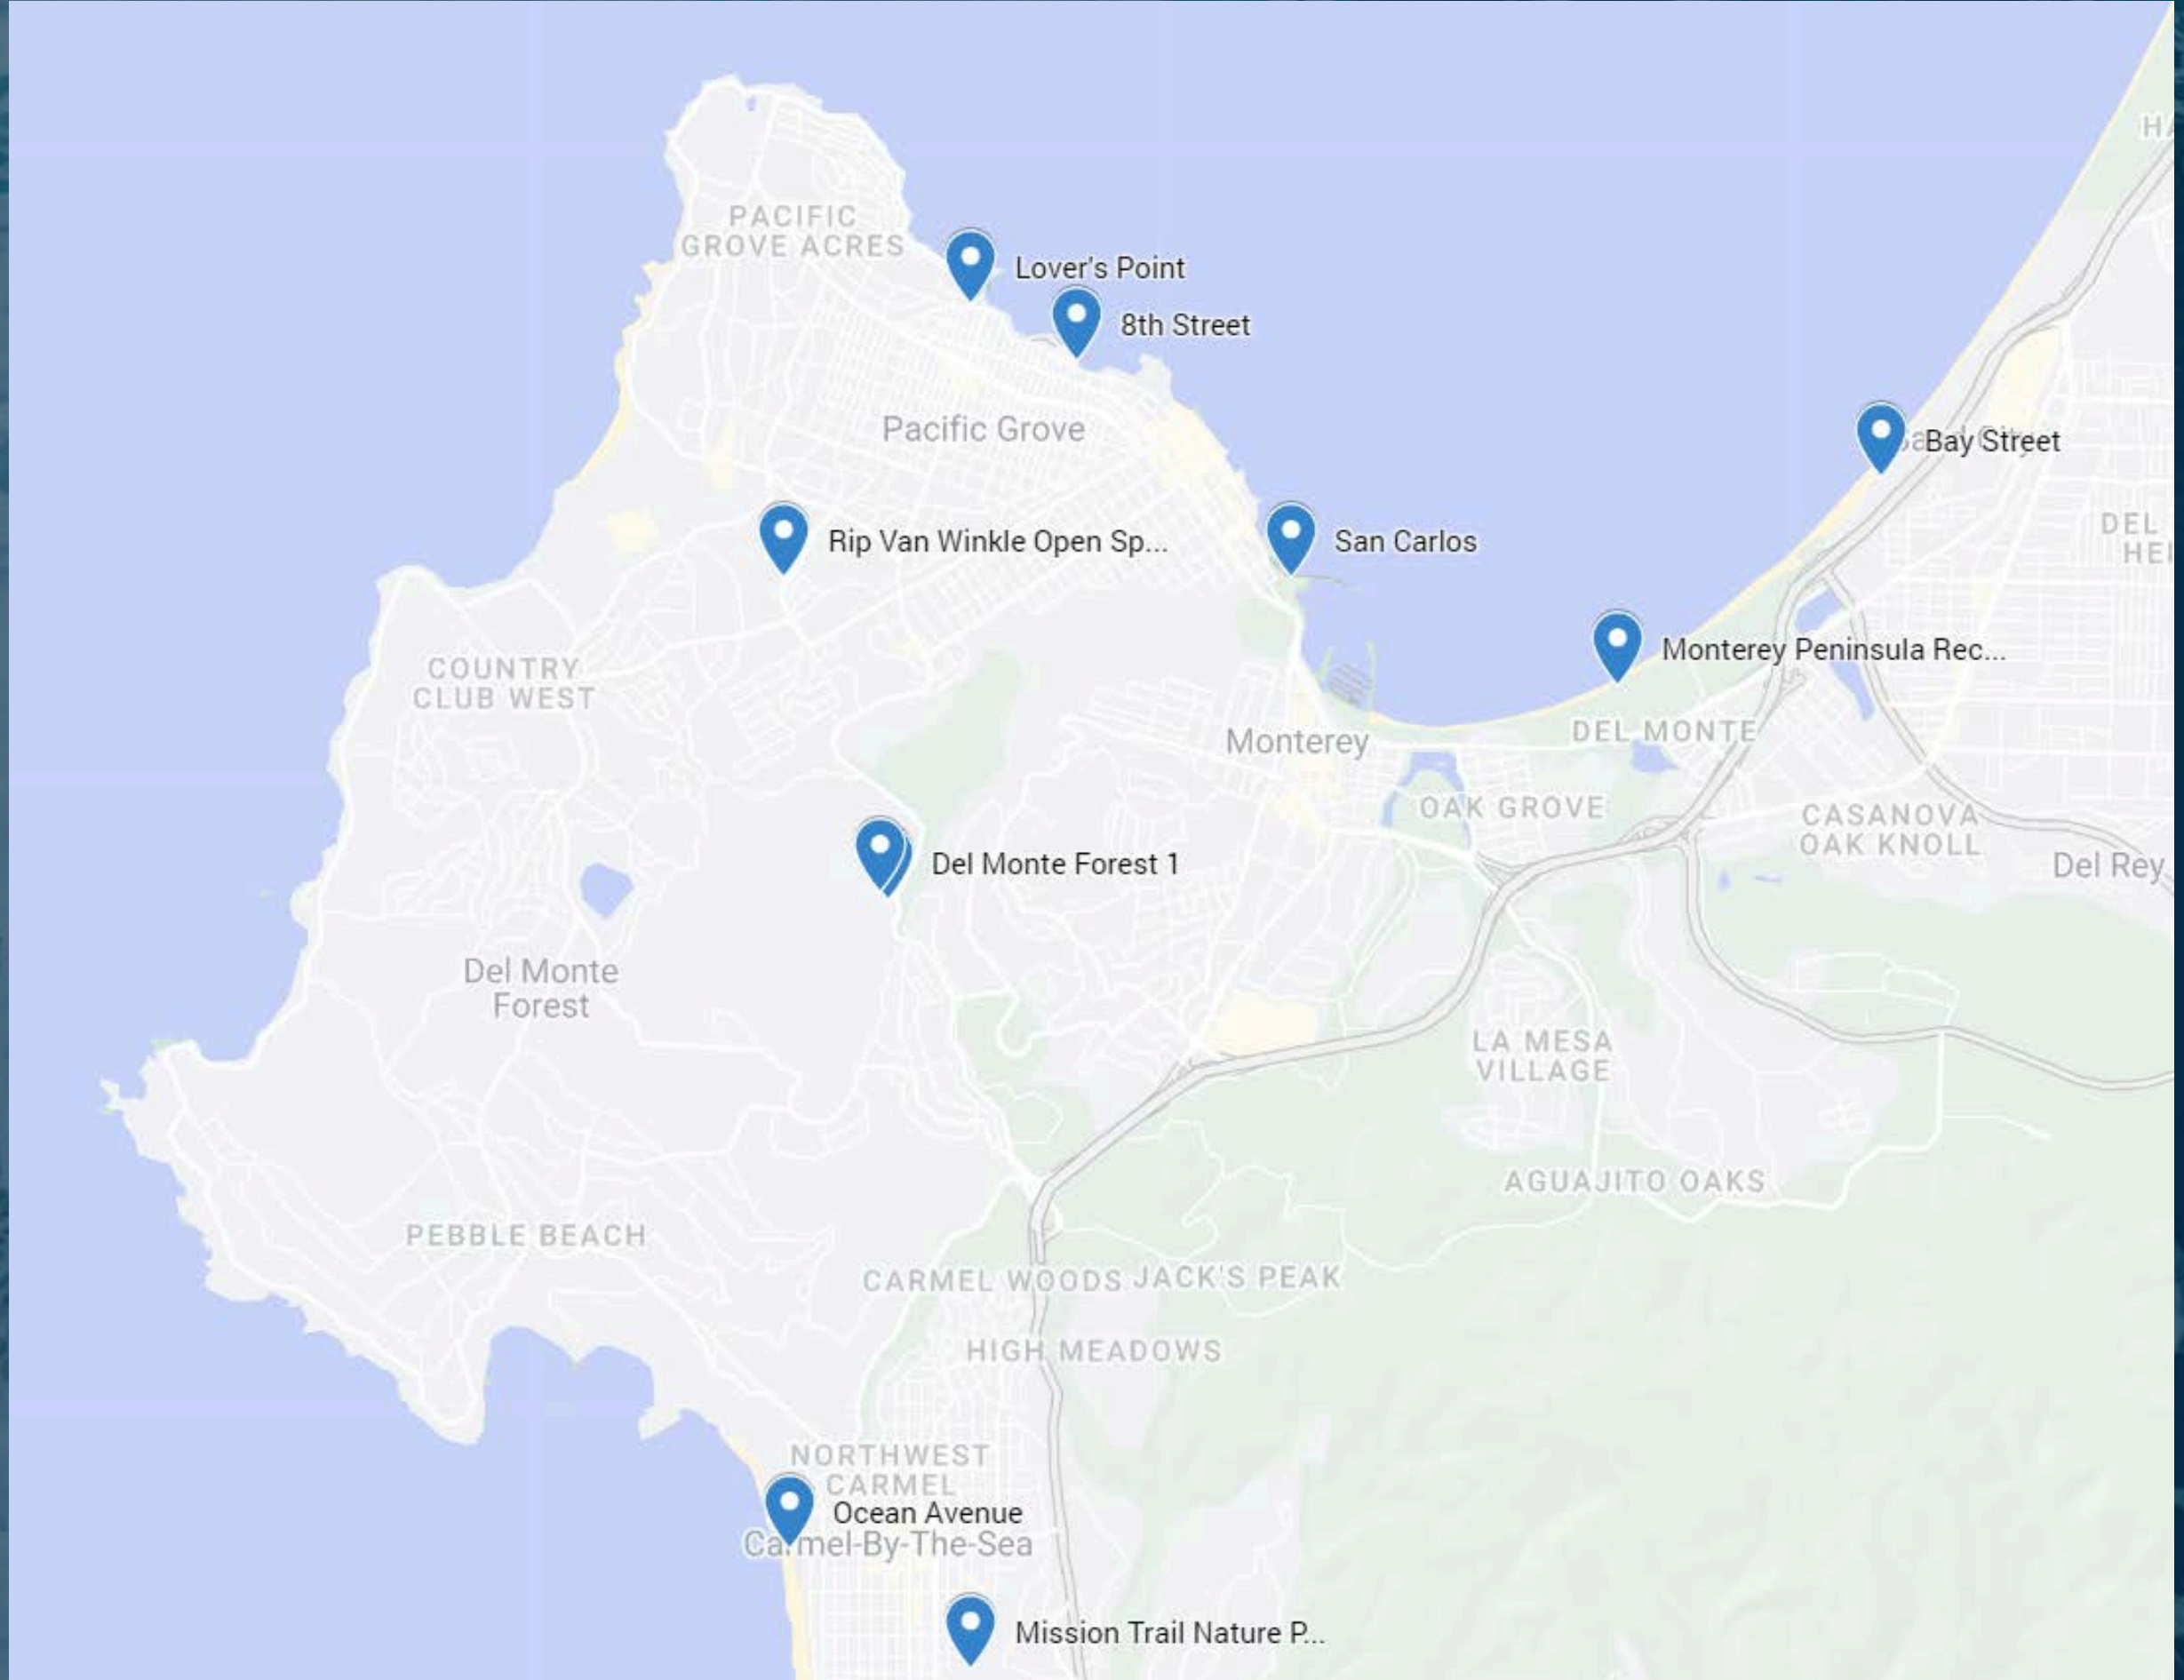 HA
PACIFIC
GROVE ACRES
Lover's Point
8th Street
Pacific Grove
Bay Street
DEL
HEI
Rip Van Winkle Open Sp...
San Carlos
Monterey Peninsula Rec...
COUNTRY
CLUB WEST
DEL MONTE
Monterey
OAK GROVE
CASANOVA
OAK KNOLL
Del Rey
Del Monte Forest 1
Del Monte
Forest
LA MESA
VILLAGE
AGUAJITO OAKS
PEBBLE BEACH
CARMEL WOODS
JACK'S PEAK
HIGH MEADOWS
NORTHWEST
CARMEL
Ocean Avenue
Carmel-By-The-Sea
Mission Trail Nature P...